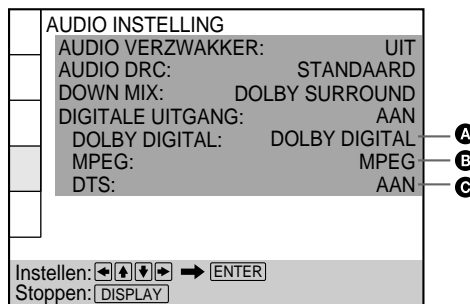 AUDIO INSTELLING
AUDIO VERZWAKKER: UIT
AUDIO DRC: STANDAARD
DOWN MIX: DOLBY SURROUND
DIGITALE UITGANG: AAN
DOLBY DIGITAL: DOLBY DIGITAL A
MPEG: MPEG B
DTS: AAN C
Instellen: ENTER
Stoppen: DISPLAY